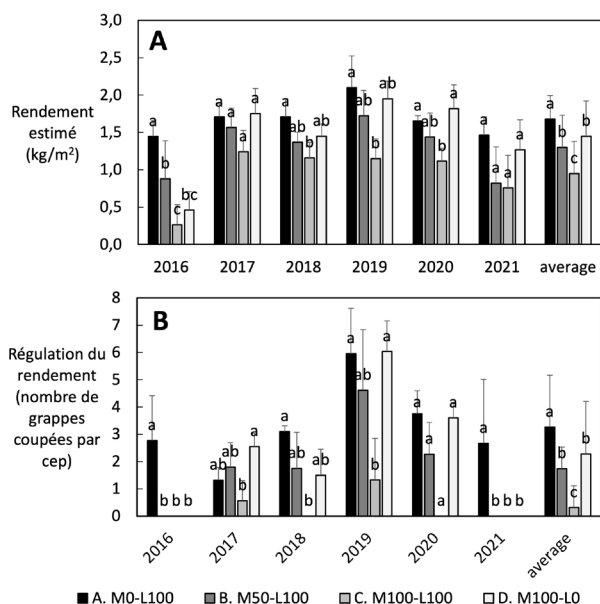 A
Rendement estimé (kg/m²)
3,0
2,5
2,0
1,5
1,0
0,5
0,0
a b c bc
a a a a
a ab b ab
a ab b ab
a ab b a
a a a a
a b c b
2016 2017 2018 2019 2020 2021 average
B
Régulation du
rendement
(nombre de
grappes
coupées par
cep)
8
7
6
5
4
3
2
1
0
a b b b
ab ab b a
a ab b ab
a ab b a
a a a a
a b b b
a b c b
2016 2017 2018 2019 2020 2021 average
A. M0-L100 B. M50-L100 C. M100-L100 D. M100-L0